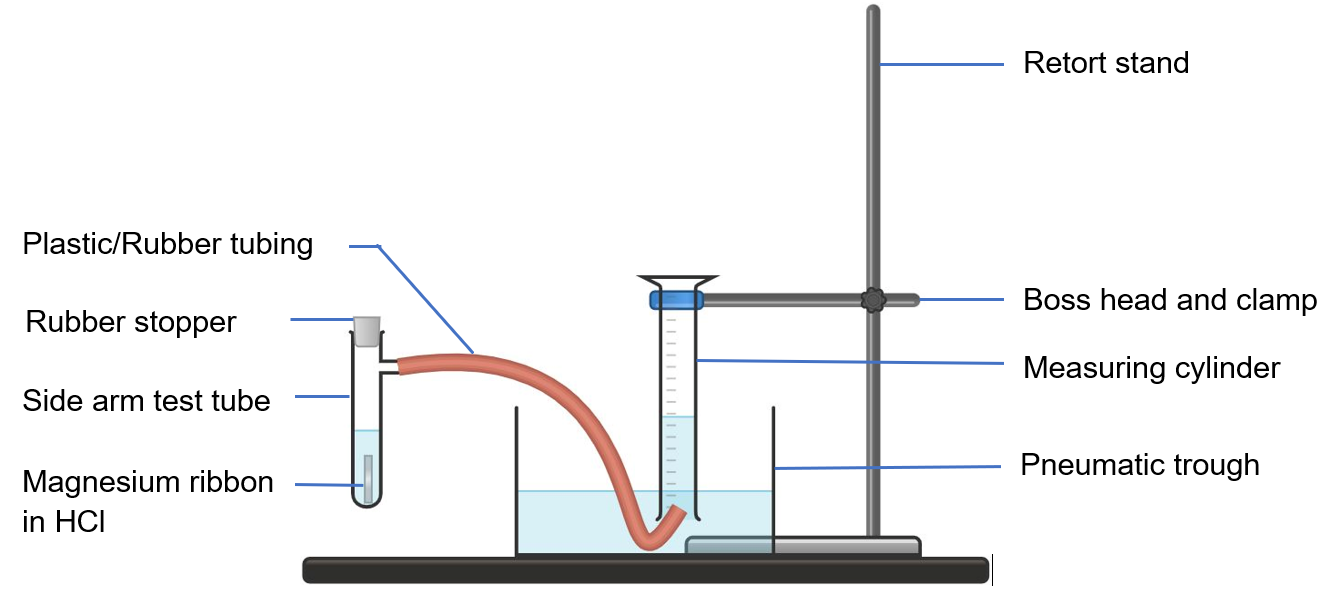 Retort stand
Plastic/Rubber tubing
Boss head and clamp
Rubber stopper
Measuring cylinder
Side arm test tube
Pneumatic trough
Magnesium ribbon
in HCl